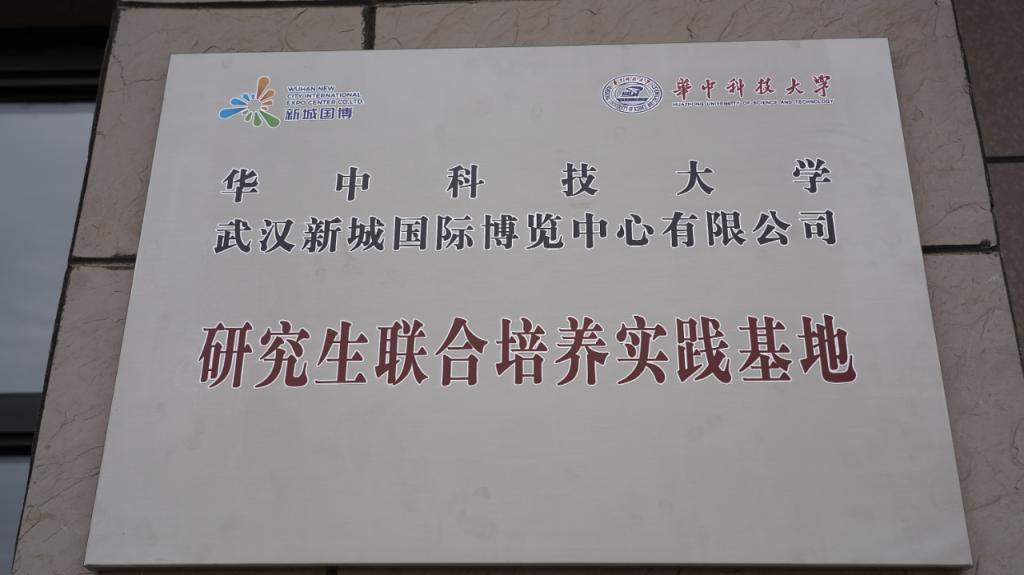 WUHAN NEW
CITY INTERNATIONAL
EXPO CENTER CO.LTD.
新城国博
華中科技大學
HUAZHONG UNIVERSITY OF SCIENCE AND TECHNOLOGY
华中科技大学
武汉新城国际博览中心有限公司
研究生联合培养实践基地